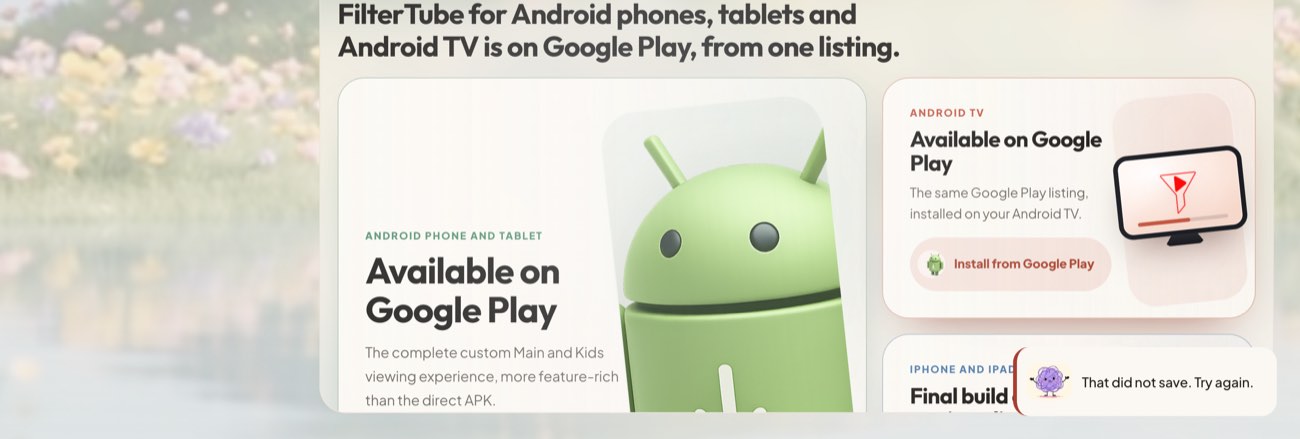 FilterTube for Android phones, tablets and
Android TV is on Google Play, from one listing.
ANDROID PHONE AND TABLET
Available on
Google Play
The complete custom Main and Kids
viewing experience, more feature-rich
than the direct APK.
ANDROID TV
Available on Google
Play
The same Google Play listing,
installed on your Android TV.
Install from Google Play
IPHONE AND IPAD
Final build
That did not save. Try again.